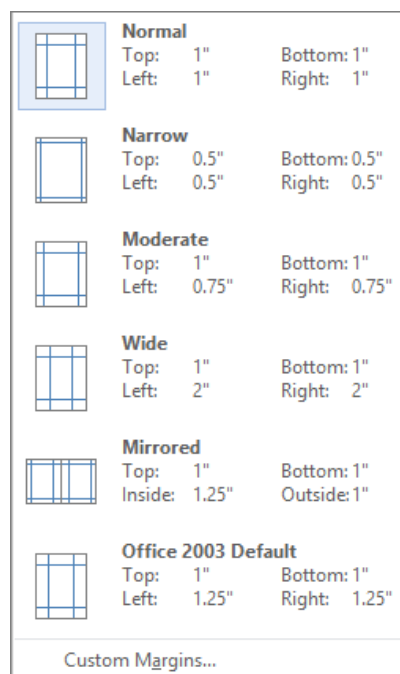 Normal
Top: 1" Bottom: 1"
Left: 1" Right: 1"
Narrow
Top: 0.5" Bottom: 0.5"
Left: 0.5" Right: 0.5"
Moderate
Top: 1" Bottom: 1"
Left: 0.75" Right: 0.75"
Wide
Top: 1" Bottom: 1"
Left: 2" Right: 2"
Mirrored
Top: 1" Bottom: 1"
Inside: 1.25" Outside: 1"
Office 2003 Default
Top: 1" Bottom: 1"
Left: 1.25" Right: 1.25"
Custom Margins...